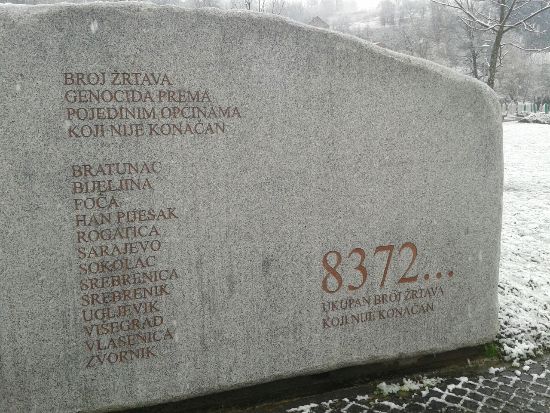 BROJ ŽRTAVA
GENOCIDA PREMA
POJEDINIM OPĆINAMA
KOJI NIJE KONAČAN
BRATUNAC
BIJELJINA
FOČA
HAN PIJESAK
ROGATICA
SARAJEVO
SOKOLAC
SREBRENICA
SREBRENIK
UGLJEVIK
VIŠEGRAD
VLASENICA
ZVORNIK
8372...
UKUPAN BROJ ŽRTAVA
KOJI NIJE KONAČAN